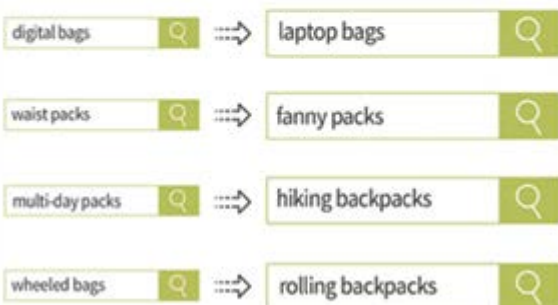 digital bags
laptop bags
waist packs
fanny packs
multi-day packs
hiking backpacks
wheeled bags
rolling backpacks